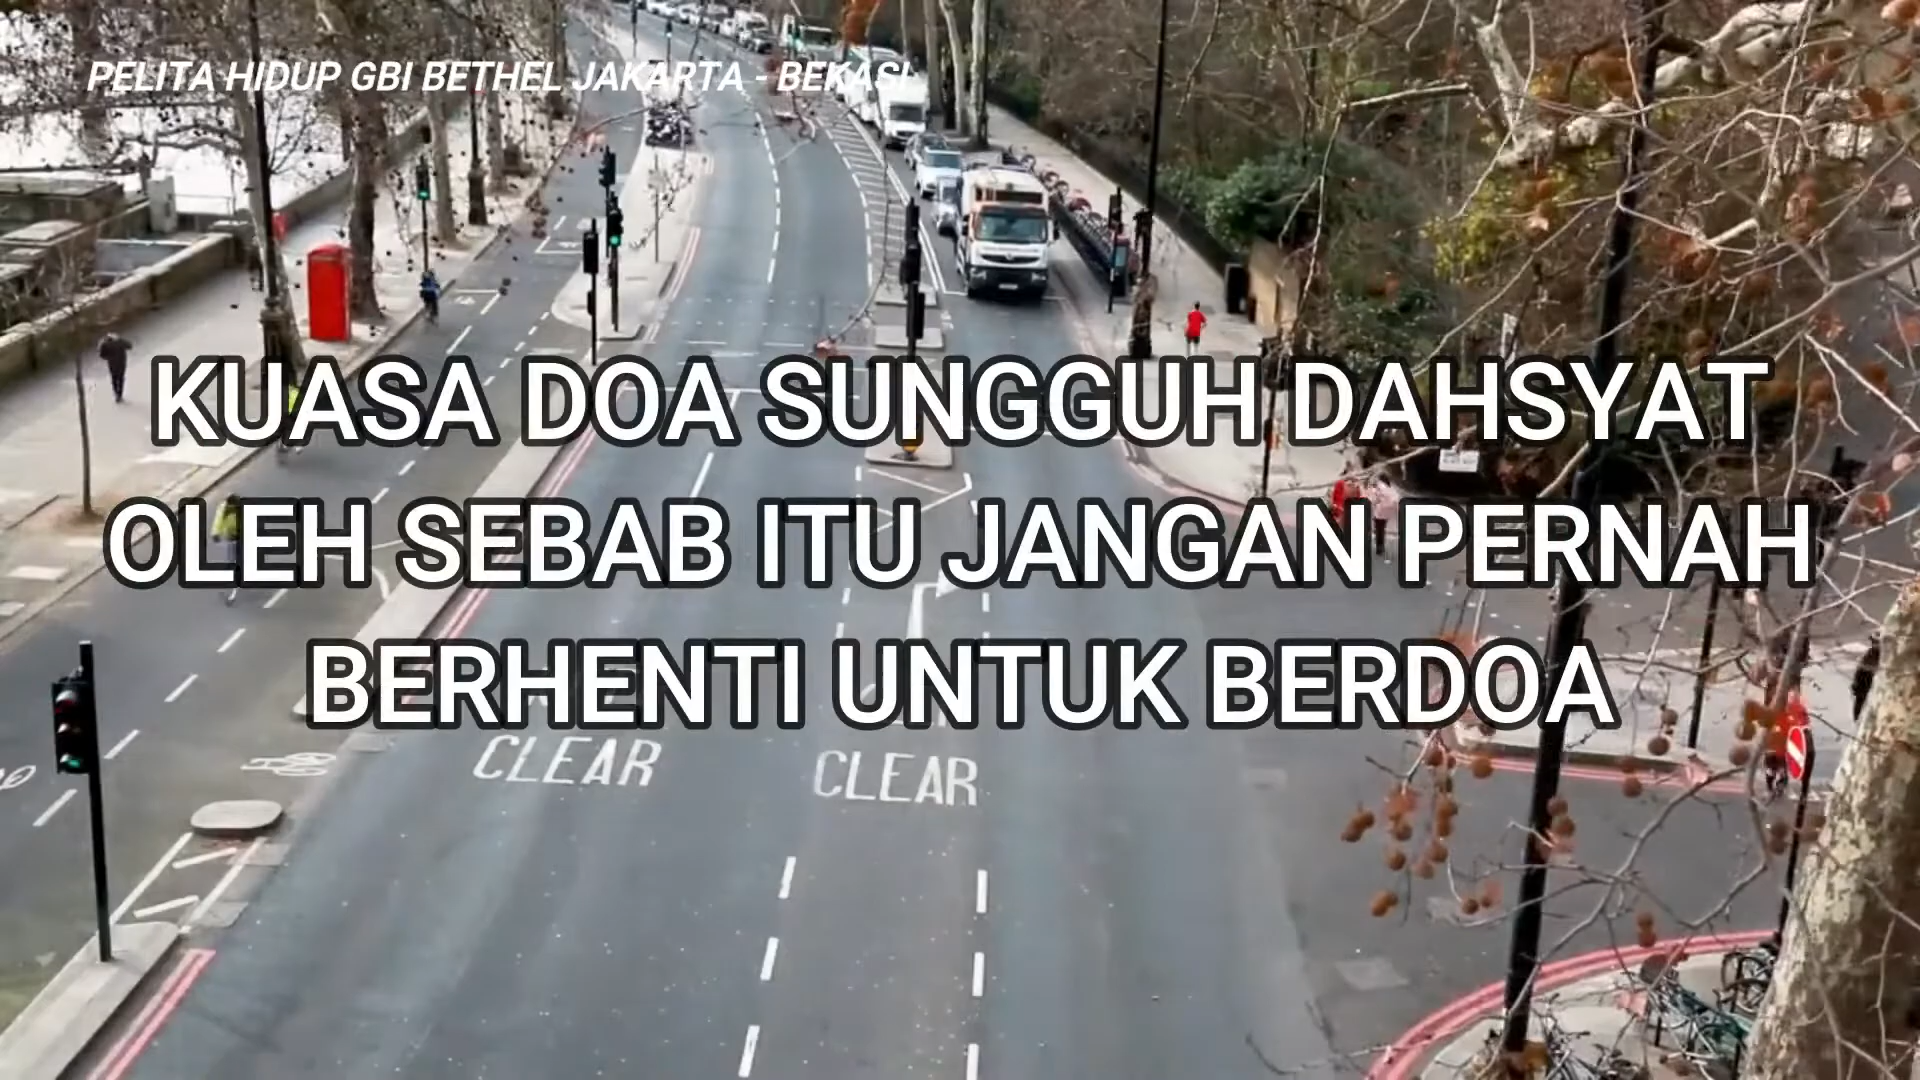 PELITA HIDUP GBI BETHEL JAKARTA - BEKASI
KUASA DOA SUNGGUH DAHSYAT
OLEH SEBAB ITU JANGAN PERNAH
BERHENTI UNTUK BERDOA
CLEAR CLEAR